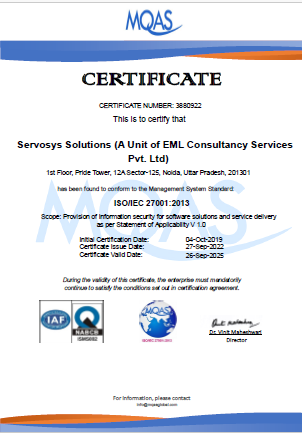 MQAS
CERTIFICATE
CERTIFICATE NUMBER: 3880922
This is to certify that
Servosys Solutions (A Unit of EML Consultancy Services
Pvt. Ltd)
1st Floor, Pride Tower, 12A Sector-125, Noida, Uttar Pradesh, 201301
has been found to conform to the Management System Standard:
ISO/IEC 27001:2013
Scope: Provision of Information security for software solutions and service delivery
as per Statement of Applicability V 1.0
MQAS
Initial Certification Date: 04-Oct-2019
Certificate Issue Date: 27-Sep-2022
Certificate Valid Date: 26-Sep-2025
During the validity of this certificate, the enterprise must mandatorily
continue to satisfy the conditions set out in certification agreement.
IAF
NABCB
MQAS
ISO/IEC 27001:2013
Dr. Vinit Maheshwari
Director
For Information, please contact
info@mqasglobal.com